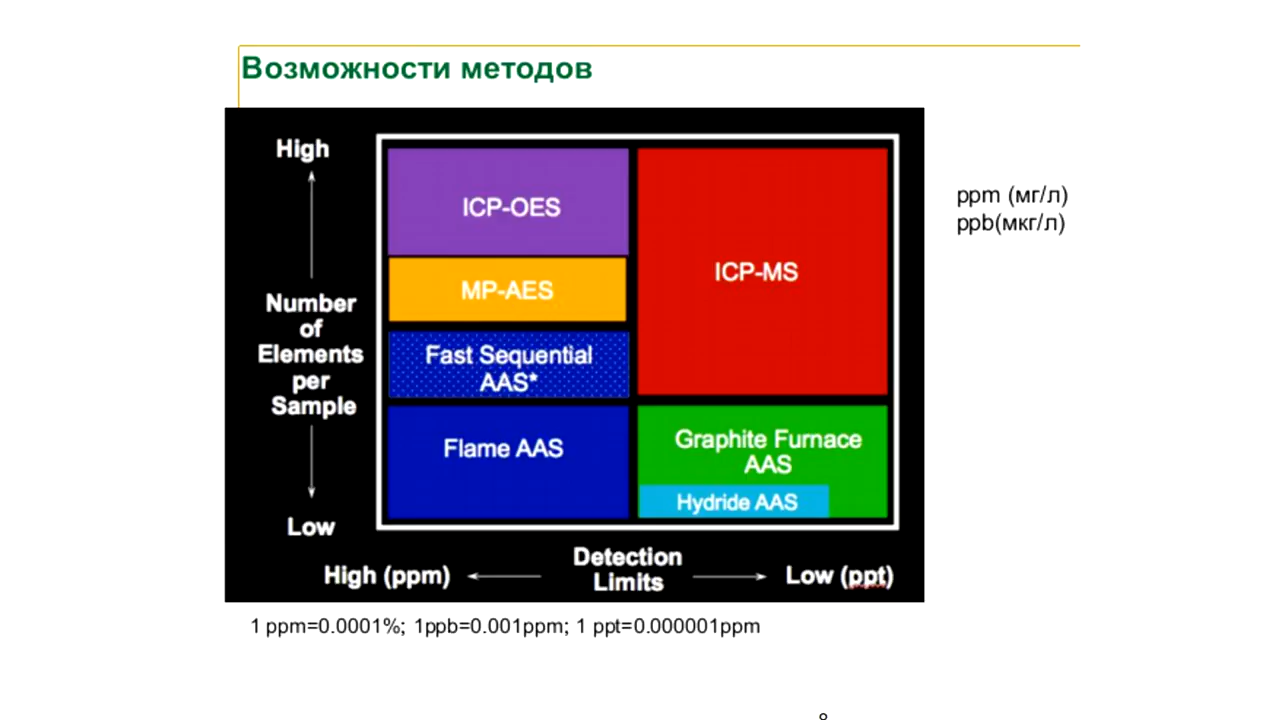 Возможности методов
High
ICP-OES
ICP-MS
MP-AES
Number
of
Elements
per
Sample
Fast Sequential
AAS*
Flame AAS
Graphite Furnace
AAS
Hydride AAS
Low
High (ppm)
Detection
Limits
Low (ppt)
ppm (мг/л)
ppb(мкг/л)
1 ppm=0.0001%; 1ppb=0.001ppm; 1 ppt=0.000001ppm